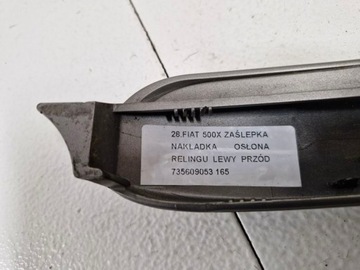 28.FIAT 500X ZAŚLEPKA
NAKŁADKA OSŁONA
RELINGU LEWY PRZÓD
735609053 165